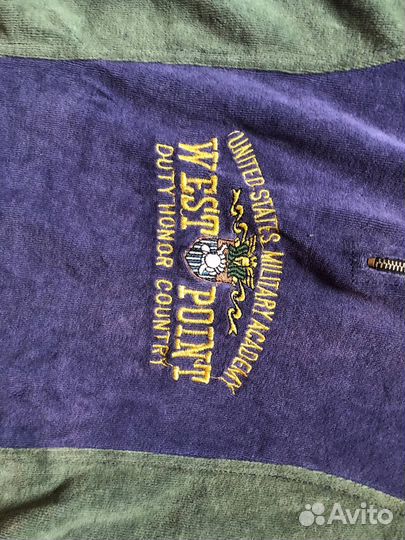 UNITED STATES MILITARY ACADEMY
WEST POINT
DUTY HONOR COUNTRY
Avito